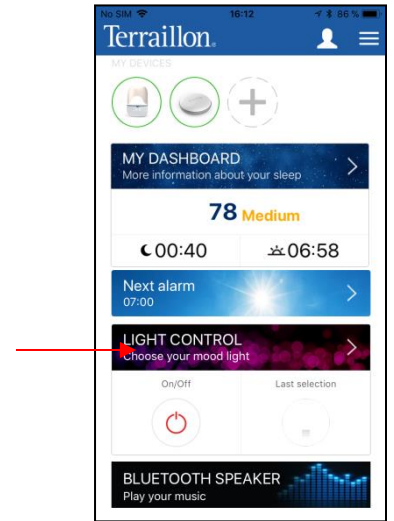 No SIM 16:12 86 %
Terraillon.
MY DEVICES
MY DASHBOARD
More information about your sleep
78 Medium
00:40 06:58
Next alarm
07:00
LIGHT CONTROL
Choose your mood light
On/Off Last selection
BLUETOOTH SPEAKER
Play your music